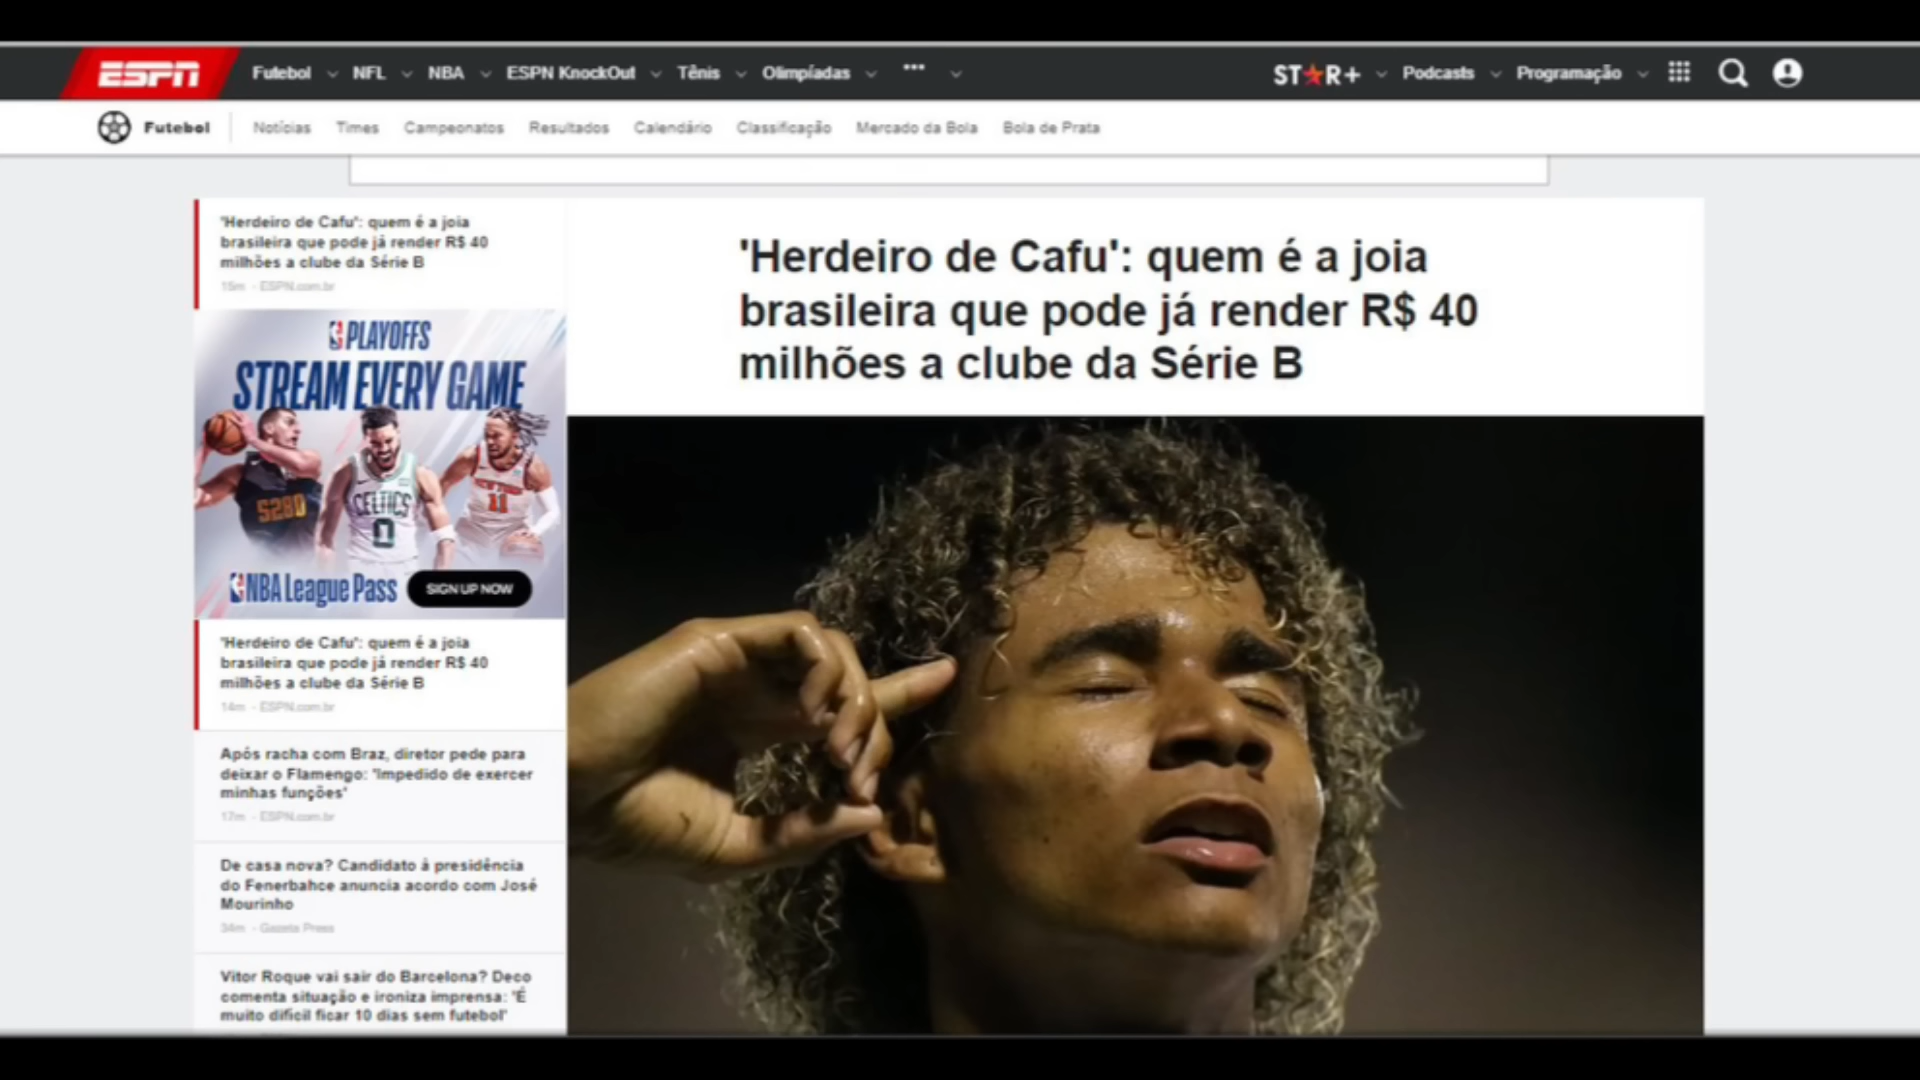 ESPN Futebol NFL NBA ESPN KnockOut Tênis Olimpíadas ... ST★R+ Podcasts Programação
Futebol Notícias Times Campeonatos Resultados Calendário Classificação Mercado da Bola Bola de Prata
'Herdeiro de Cafu': quem é a joia
brasileira que pode já render R$ 40
milhões a clube da Série B
15m - ESPN.com.br
PLAYOFFS
STREAM EVERY GAME
5280
CELTICS
0
NEW YORK
11
NBA League Pass
SIGN UP NOW
'Herdeiro de Cafu': quem é a joia
brasileira que pode já render R$ 40
milhões a clube da Série B
14m - ESPN.com.br
Após racha com Braz, diretor pede para
deixar o Flamengo: 'Impedido de exercer
minhas funções'
17m - ESPN.com.br
De casa nova? Candidato à presidência
do Fenerbahce anuncia acordo com José
Mourinho
34m - Gazeta Press
Vitor Roque vai sair do Barcelona? Deco
comenta situação e ironiza imprensa: 'É
muito difícil ficar 10 dias sem futebol'
'Herdeiro de Cafu': quem é a joia
brasileira que pode já render R$ 40
milhões a clube da Série B